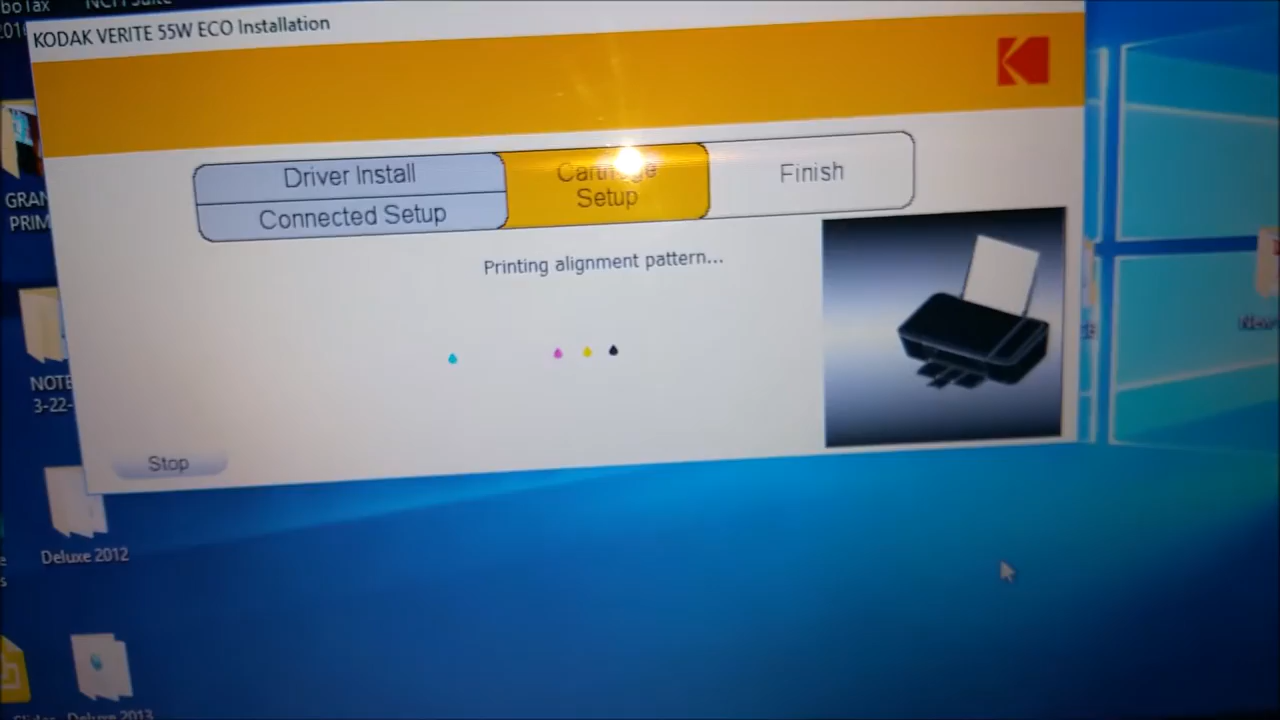 KODAK VERITE 55W ECO Installation
Driver Install
Connected Setup
Setup
Finish
Printing alignment pattern...
Stop
GRAN
PRIM
NOTE
3-22-
Deluxe 2012
Deluxe 2013